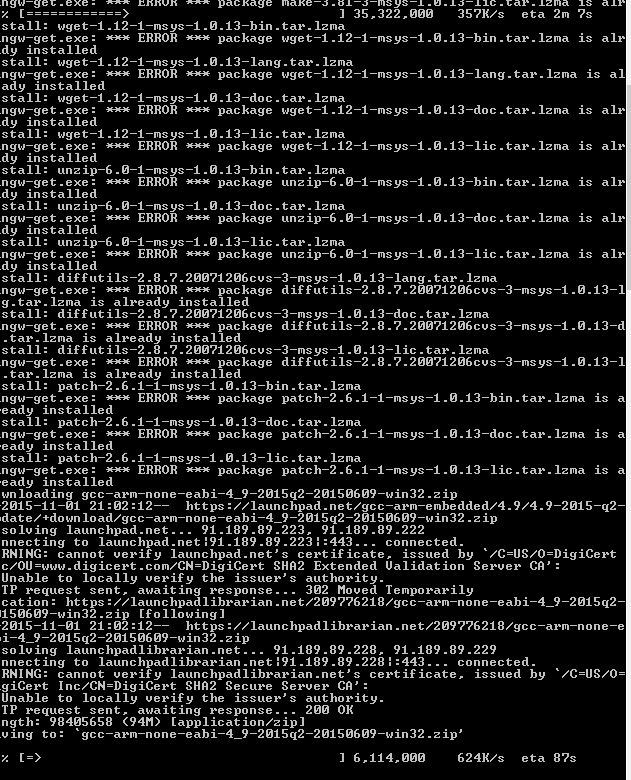 ngw-get.exe: *** ERROR *** package make-3.81-3-msys-1.0.13-lic.tar.lzma is alr
% [============>                              ] 35,322,000   357K/s  eta 2m 7s
stall: wget-1.12-1-msys-1.0.13-bin.tar.lzma
ngw-get.exe: *** ERROR *** package wget-1.12-1-msys-1.0.13-bin.tar.lzma is alr
dy installed
stall: wget-1.12-1-msys-1.0.13-lang.tar.lzma
ngw-get.exe: *** ERROR *** package wget-1.12-1-msys-1.0.13-lang.tar.lzma is al
ady installed
stall: wget-1.12-1-msys-1.0.13-doc.tar.lzma
ngw-get.exe: *** ERROR *** package wget-1.12-1-msys-1.0.13-doc.tar.lzma is alr
dy installed
stall: wget-1.12-1-msys-1.0.13-lic.tar.lzma
ngw-get.exe: *** ERROR *** package wget-1.12-1-msys-1.0.13-lic.tar.lzma is alr
dy installed
stall: unzip-6.0-1-msys-1.0.13-bin.tar.lzma
ngw-get.exe: *** ERROR *** package unzip-6.0-1-msys-1.0.13-bin.tar.lzma is alr
dy installed
stall: unzip-6.0-1-msys-1.0.13-doc.tar.lzma
ngw-get.exe: *** ERROR *** package unzip-6.0-1-msys-1.0.13-doc.tar.lzma is alr
dy installed
stall: unzip-6.0-1-msys-1.0.13-lic.tar.lzma
ngw-get.exe: *** ERROR *** package unzip-6.0-1-msys-1.0.13-lic.tar.lzma is alr
dy installed
stall: diffutils-2.8.7.20071206cvs-3-msys-1.0.13-lang.tar.lzma
ngw-get.exe: *** ERROR *** package diffutils-2.8.7.20071206cvs-3-msys-1.0.13-l
g.tar.lzma is already installed
stall: diffutils-2.8.7.20071206cvs-3-msys-1.0.13-doc.tar.lzma
ngw-get.exe: *** ERROR *** package diffutils-2.8.7.20071206cvs-3-msys-1.0.13-d
.tar.lzma is already installed
stall: diffutils-2.8.7.20071206cvs-3-msys-1.0.13-lic.tar.lzma
ngw-get.exe: *** ERROR *** package diffutils-2.8.7.20071206cvs-3-msys-1.0.13-l
.tar.lzma is already installed
stall: patch-2.6.1-1-msys-1.0.13-bin.tar.lzma
ngw-get.exe: *** ERROR *** package patch-2.6.1-1-msys-1.0.13-bin.tar.lzma is a
eady installed
stall: patch-2.6.1-1-msys-1.0.13-doc.tar.lzma
ngw-get.exe: *** ERROR *** package patch-2.6.1-1-msys-1.0.13-doc.tar.lzma is a
eady installed
stall: patch-2.6.1-1-msys-1.0.13-lic.tar.lzma
ngw-get.exe: *** ERROR *** package patch-2.6.1-1-msys-1.0.13-lic.tar.lzma is a
eady installed
wnloading gcc-arm-none-eabi-4_9-2015q2-20150609-win32.zip
-2015-11-01 21:02:12--  https://launchpad.net/gcc-arm-embedded/4.9/4.9-2015-q2-
pdate/+download/gcc-arm-none-eabi-4_9-2015q2-20150609-win32.zip
solving launchpad.net... 91.189.89.223, 91.189.89.222
nnecting to launchpad.net|91.189.89.223|:443... connected.
RNING: cannot verify launchpad.net's certificate, issued by `/C=US/O=DigiCert
c/OU=www.digicert.com/CN=DigiCert SHA2 Extended Validation Server CA':
Unable to locally verify the issuer's authority.
TP request sent, awaiting response... 302 Moved Temporarily
cation: https://launchpadlibrarian.net/209776218/gcc-arm-none-eabi-4_9-2015q2-
150609-win32.zip [following]
-2015-11-01 21:02:12--  https://launchpadlibrarian.net/209776218/gcc-arm-none-e
bi-4_9-2015q2-20150609-win32.zip
solving launchpadlibrarian.net... 91.189.89.228, 91.189.89.229
nnecting to launchpadlibrarian.net|91.189.89.228|:443... connected.
RNING: cannot verify launchpadlibrarian.net's certificate, issued by `/C=US/O=
giCert Inc/CN=DigiCert SHA2 Secure Server CA':
Unable to locally verify the issuer's authority.
TP request sent, awaiting response... 200 OK
ngth: 98405658 (94M) [application/zip]
ving to: `gcc-arm-none-eabi-4_9-2015q2-20150609-win32.zip'
% [=>                                         ] 6,114,000    624K/s  eta 87s